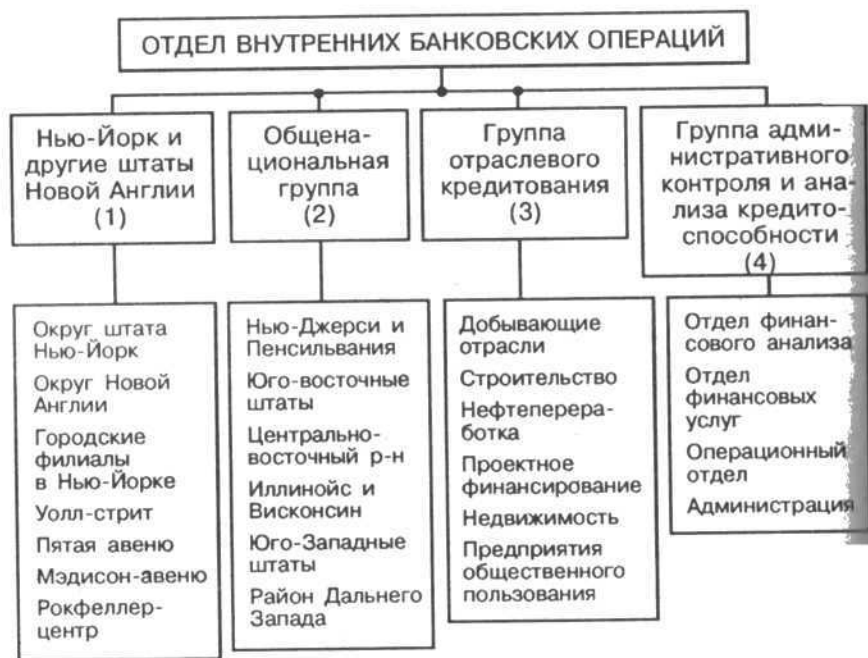 ОТДЕЛ ВНУТРЕННИХ БАНКОВСКИХ ОПЕРАЦИЙ
Нью-Йорк и
другие штаты
Новой Англии
(1)
Общена-
циональная
группа
(2)
Группа
отраслевого
кредитования
(3)
Группа адми-
нистративного
контроля и ана-
лиза кредито-
способности
(4)
Округ штата
Нью-Йорк
Округ Новой
Англии
Городские
филиалы
в Нью-Йорке
Уолл-стрит
Пятая авеню
Мэдисон-авеню
Рокфеллер-
центр
Нью-Джерси и
Пенсильвания
Юго-восточные
штаты
Центрально-
восточный р-н
Иллинойс и
Висконсин
Юго-Западные
штаты
Район Дальнего
Запада
Добывающие
отрасли
Строительство
Нефтеперера-
ботка
Проектное
финансирование
Недвижимость
Предприятия
общественного
пользования
Отдел финан-
сового анализа
Отдел
финансовых
услуг
Операционный
отдел
Администрация